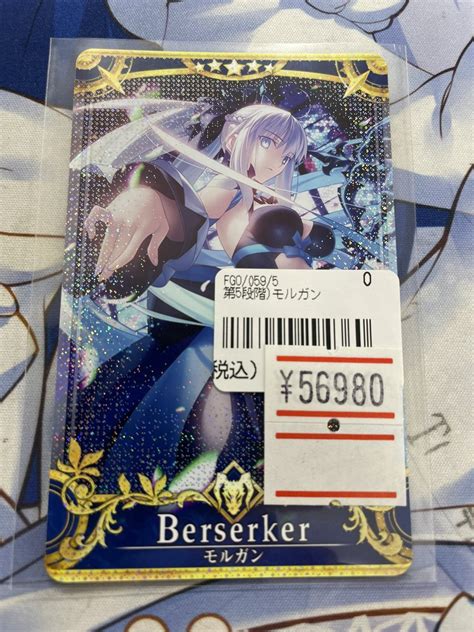 FGO/059/5 0
第5段階)モルガン
税込)
¥56980
Berserker
モルガン